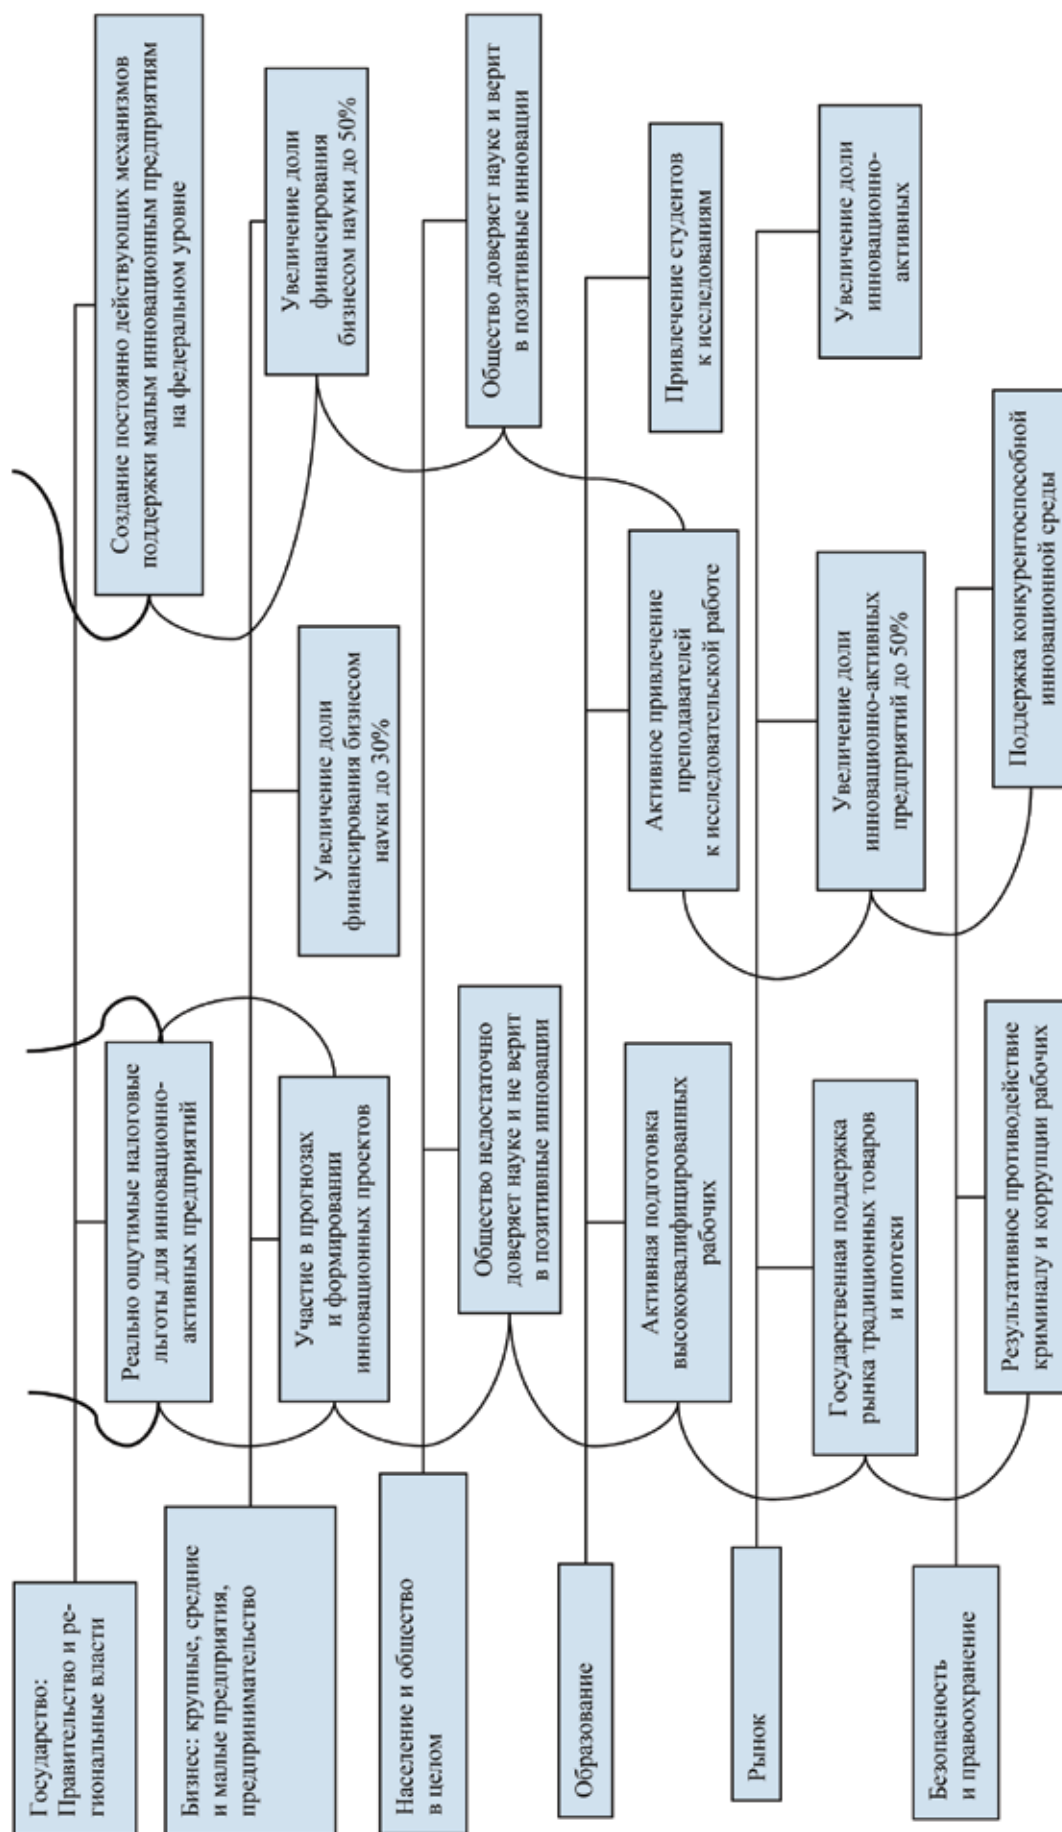 Государство:
Правительство и ре-
гиональные власти
Реально ощутимые налоговые
льготы для инновационно-
активных предприятий
Создание постоянно действующих механизмов
поддержки малым инновационным предприятиям
на федеральном уровне
Бизнес: крупные, средние
и малые предприятия,
предпринимательство
Участие в прогнозах
и формировании
инновационных проектов
Увеличение доли
финансирования бизнесом
науки до 30%
Увеличение доли
финансирования
бизнесом науки до 50%
Население и общество
в целом
Общество недостаточно
доверяет науке и не верит
в позитивные инновации
Общество доверяет науке и верит
в позитивные инновации
Образование
Активная подготовка
высококвалифицированных
рабочих
Активное привлечение
преподавателей
к исследовательской работе
Привлечение студентов
к исследованиям
Рынок
Государственная поддержка
рынка традиционных товаров
и ипотеки
Увеличение доли
инновационно-активных
предприятий до 50%
Увеличение доли
инновационно-
активных
Безопасность
и правоохранение
Результативное противодействие
криминалу и коррупции рабочих
Поддержка конкурентоспособной
инновационной среды